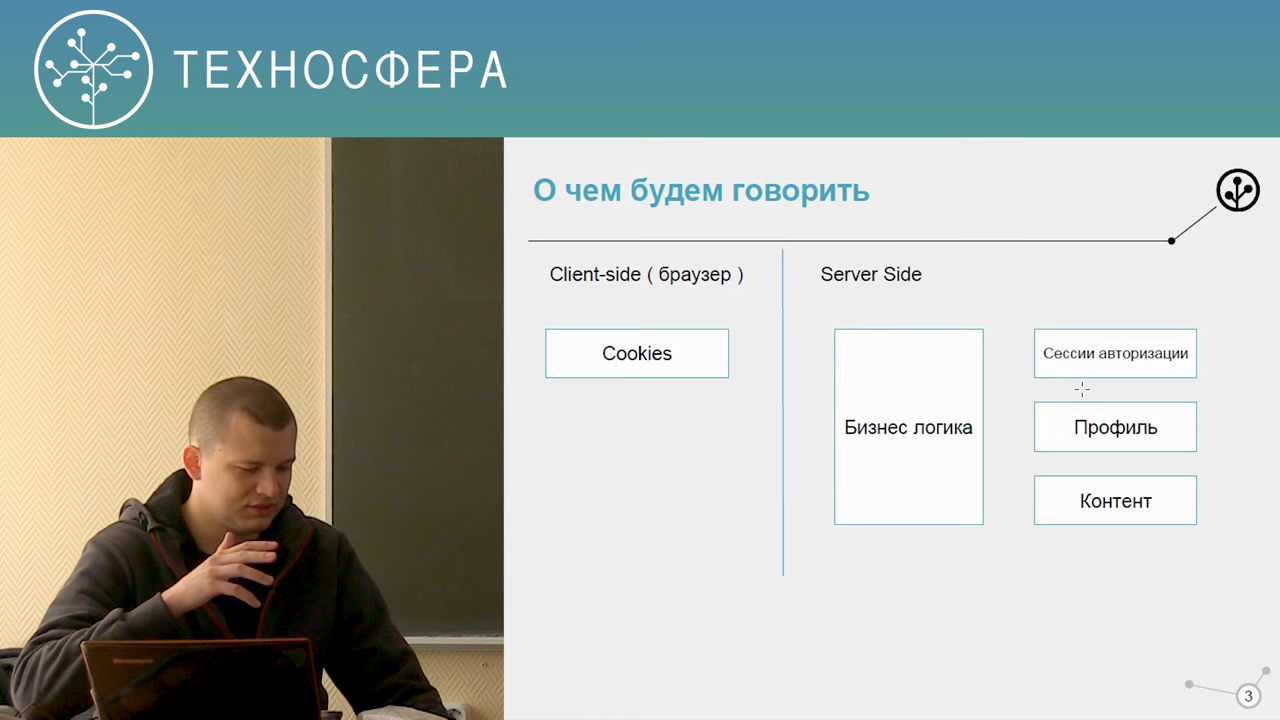 ТЕХНОСФЕРА
О чем будем говорить
Client-side ( браузер )
Server Side
Cookies
Бизнес логика
Сессии авторизации
Профиль
Контент
3